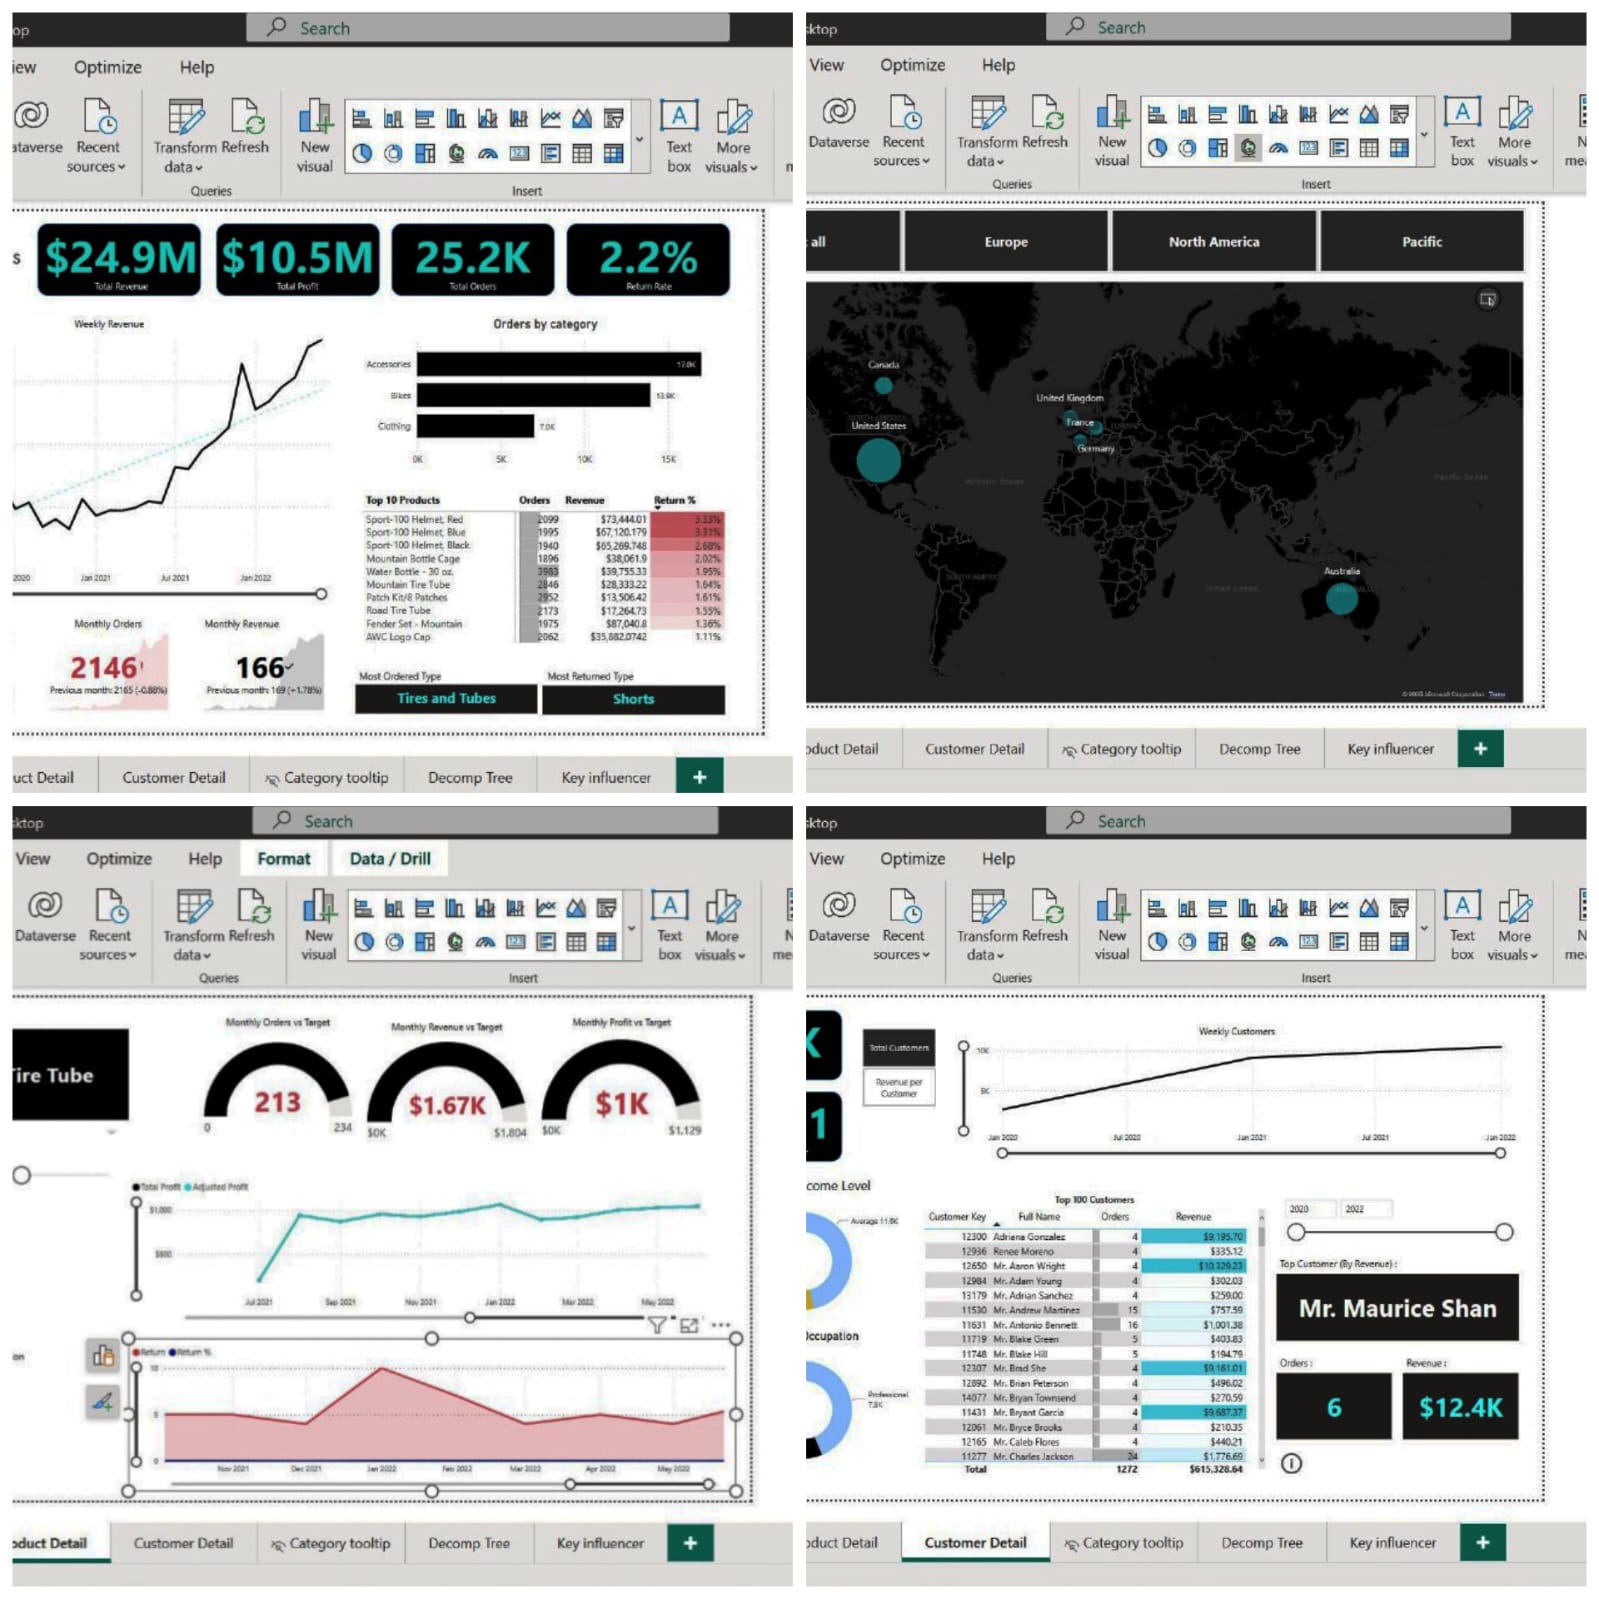 op
Search
iew Optimize Help
ataverse
Recent sources
Transform data
Refresh
New visual
Text box
More visuals
Queries
Insert
s
$24.9M
Total Revenue
$10.5M
Total Profit
25.2K
Total Orders
2.2%
Return Rate
Weekly Revenue
2020 Jan 2021 Jul 2021 Jan 2022
Orders by category
Accessories 17.0K
Bikes 13.9K
Clothing 7.0K
0K 5K 10K 15K
Top 10 Products Orders Revenue Return %
Sport-100 Helmet, Red 2099 $73,444.01 3.33%
Sport-100 Helmet, Blue 1995 $67,120.179 3.31%
Sport-100 Helmet, Black 1940 $65,269.748 2.68%
Mountain Bottle Cage 1896 $38,061.9 2.02%
Water Bottle - 30 oz. 3983 $39,755.33 1.95%
Mountain Tire Tube 2846 $28,333.22 1.64%
Patch Kit/8 Patches 2952 $13,506.42 1.61%
Road Tire Tube 2173 $17,264.73 1.55%
Fender Set - Mountain 1975 $87,040.8 1.36%
AWC Logo Cap 2062 $35,882.0742 1.11%
Monthly Orders
2146!
Previous month: 2165 (-0.88%)
Monthly Revenue
166
Previous month: 169 (+1.78%)
Most Ordered Type
Tires and Tubes
Most Returned Type
Shorts
uct Detail Customer Detail Category tooltip Decomp Tree Key influencer +
sktop
Search
View Optimize Help
Dataverse
Recent sources
Transform data
Refresh
New visual
Text box
More visuals
N
me
Queries
Insert
all Europe North America Pacific
Canada
United Kingdom
United States
France
Germany
Atlantic Ocean
Pacific Ocean
ASIA
SOUTH AMERIC
Indian Ocean
Australia
© 2025 Microsoft Corporation Terms
oduct Detail Customer Detail Category tooltip Decomp Tree Key influencer +
sktop
Search
View Optimize Help Format Data / Drill
Dataverse
Recent sources
Transform data
Refresh
New visual
Text box
More visuals
N
me
Queries
Insert
ire Tube
Monthly Orders vs Target
213
0 234
Monthly Revenue vs Target
$1.67K
$0K $1,804
Monthly Profit vs Target
$1K
$0K $1,129
Total Profit Adjusted Profit
$1,000
$500
Jul 2021 Sep 2021 Nov 2021 Jan 2022 Mar 2022 May 2022
on
Return Return %
10
5
0
Nov 2021 Dec 2021 Jan 2022 Feb 2022 Mar 2022 Apr 2022 May 2022
oduct Detail Customer Detail Category tooltip Decomp Tree Key influencer +
sktop
Search
View Optimize Help
Dataverse
Recent sources
Transform data
Refresh
New visual
Text box
More visuals
N
me
Queries
Insert
K
1
Total Customers
Revenue per Customer
Weekly Customers
10K
5K
Jan 2020 Jul 2020 Jan 2021 Jul 2021 Jan 2022
come Level
Average 11.6K
Occupation
Professional
7.9K
Top 100 Customers
Customer Key Full Name Orders Revenue
12300 Adriana Gonzalez 4 $9,195.70
12936 Renee Moreno 4 $335.12
12650 Mr. Aaron Wright 4 $10,329.23
12984 Mr. Adam Young 4 $302.03
13179 Mr. Adrian Sanchez 4 $259.00
11530 Mr. Andrew Martinez 15 $757.59
11631 Mr. Antonio Bennett 16 $1,001.38
11719 Mr. Blake Green 5 $403.83
11748 Mr. Blake Hill 5 $194.79
12307 Mr. Brad She 4 $9,161.01
12892 Mr. Brian Peterson 4 $496.02
14077 Mr. Bryan Townsend 4 $270.59
11431 Mr. Bryant Garcia 4 $9,687.37
12061 Mr. Bryce Brooks 4 $210.35
12165 Mr. Caleb Flores 4 $440.21
11277 Mr. Charles Jackson 24 $1,776.69
Total 1272 $615,328.64
2020 2022
Top Customer (By Revenue) :
Mr. Maurice Shan
Orders : Revenue :
6 $12.4K
oduct Detail Customer Detail Category tooltip Decomp Tree Key influencer +